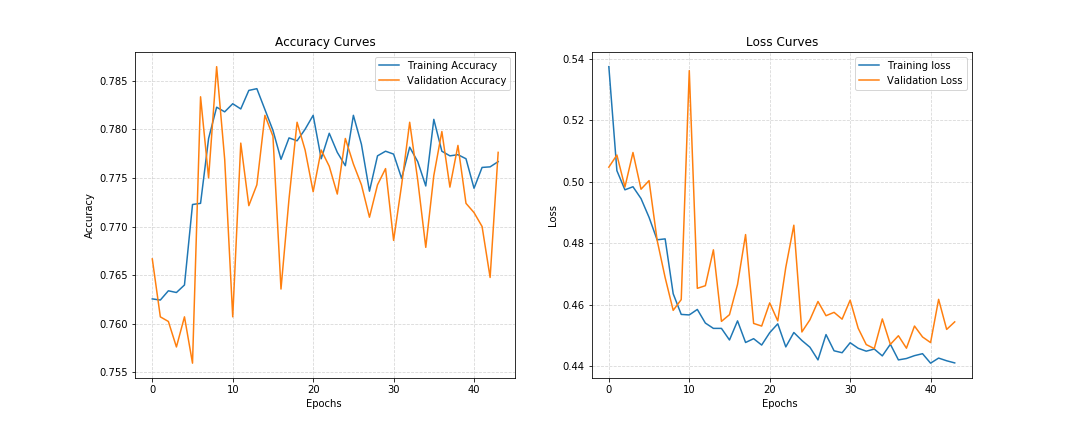 Accuracy Curves
Training Accuracy
Validation Accuracy
0.785
0.780
0.775
0.770
0.765
0.760
0.755
Accuracy
0
10
20
30
40
Epochs
Loss Curves
Training loss
Validation Loss
0.54
0.52
0.50
0.48
0.46
0.44
Loss
0
10
20
30
40
Epochs